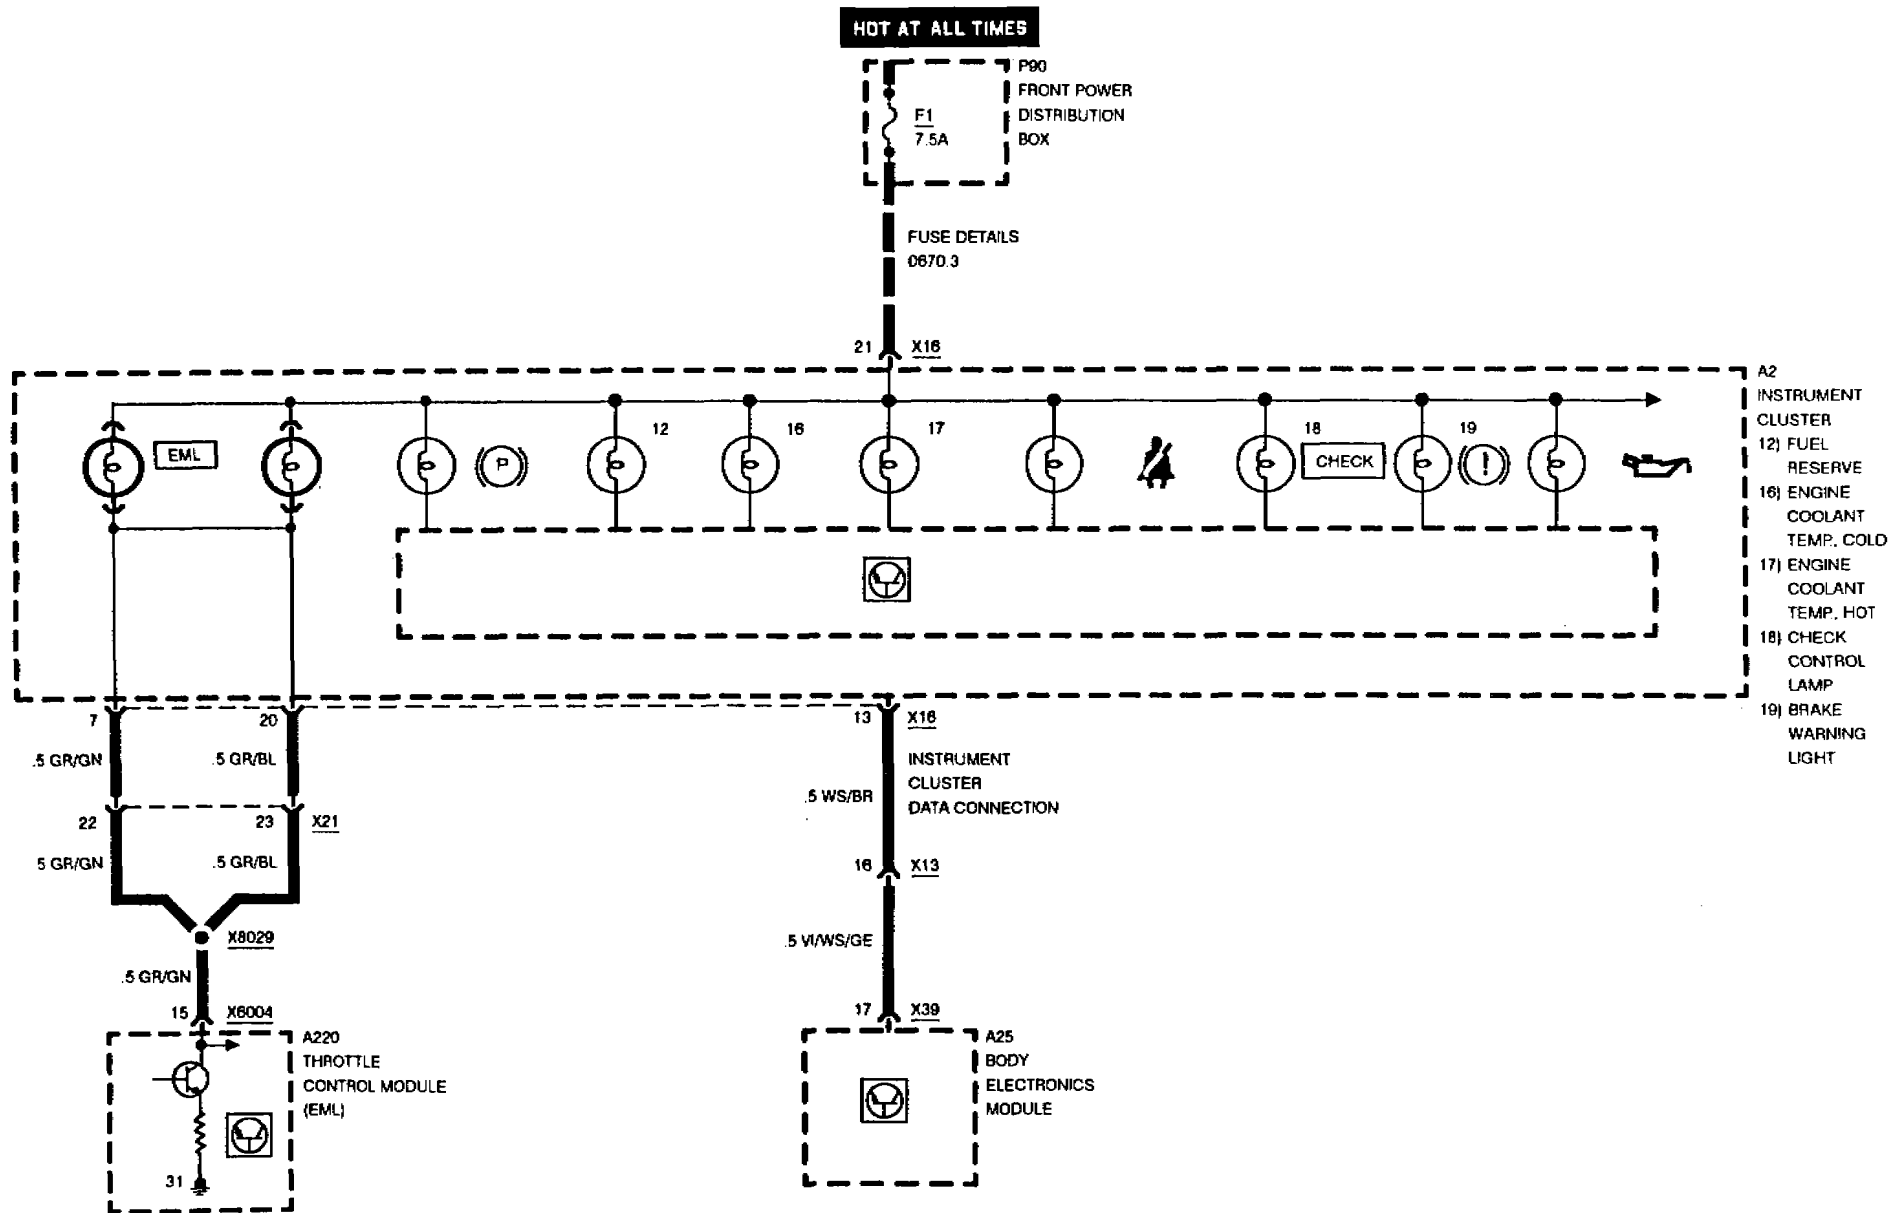 HOT AT ALL TIMES
P90
FRONT POWER
DISTRIBUTION
BOX
F1
7.5A
FUSE DETAILS
0670.3
21 X16
A2
INSTRUMENT
CLUSTER
12) FUEL
RESERVE
16) ENGINE
COOLANT
TEMP. COLD
17) ENGINE
COOLANT
TEMP. HOT
18) CHECK
CONTROL
LAMP
19) BRAKE
WARNING
LIGHT
EML
P
12
16
17
18
CHECK
19
!
7
20
13 X16
.5 GR/GN
.5 GR/BL
INSTRUMENT
CLUSTER
DATA CONNECTION
.5 WS/BR
22
23 X21
5 GR/GN
.5 GR/BL
16 X13
X8029
.5 VI/WS/GE
.5 GR/GN
15 X6004
17 X39
A220
THROTTLE
CONTROL MODULE
(EML)
31
A25
BODY
ELECTRONICS
MODULE